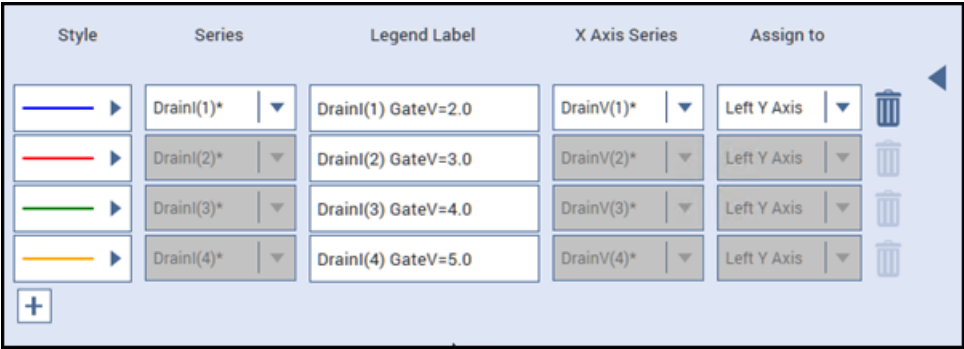 Style Series Legend Label X Axis Series Assign to
DrainI(1)* DrainI(1) GateV=2.0 DrainV(1)* Left Y Axis
DrainI(2)* DrainI(2) GateV=3.0 DrainV(2)* Left Y Axis
DrainI(3)* DrainI(3) GateV=4.0 DrainV(3)* Left Y Axis
DrainI(4)* DrainI(4) GateV=5.0 DrainV(4)* Left Y Axis
+